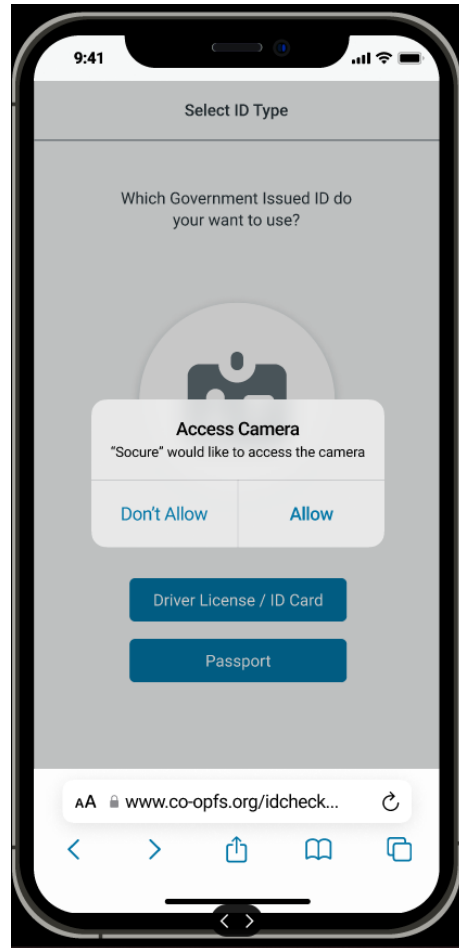 9:41
Select ID Type
Which Government Issued ID do
your want to use?
Access Camera
“Socure” would like to access the camera
Don't Allow
Allow
Driver License / ID Card
Passport
AA www.co-opfs.org/idcheck...